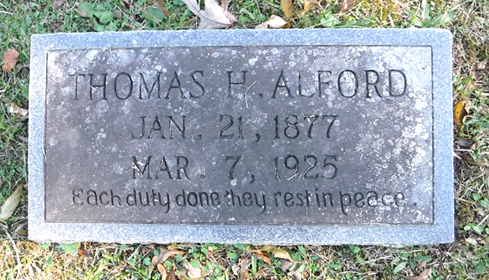 THOMAS H. ALFORD
JAN. 21, 1877
MAR. 7, 1925
Each duty done they rest in peace.